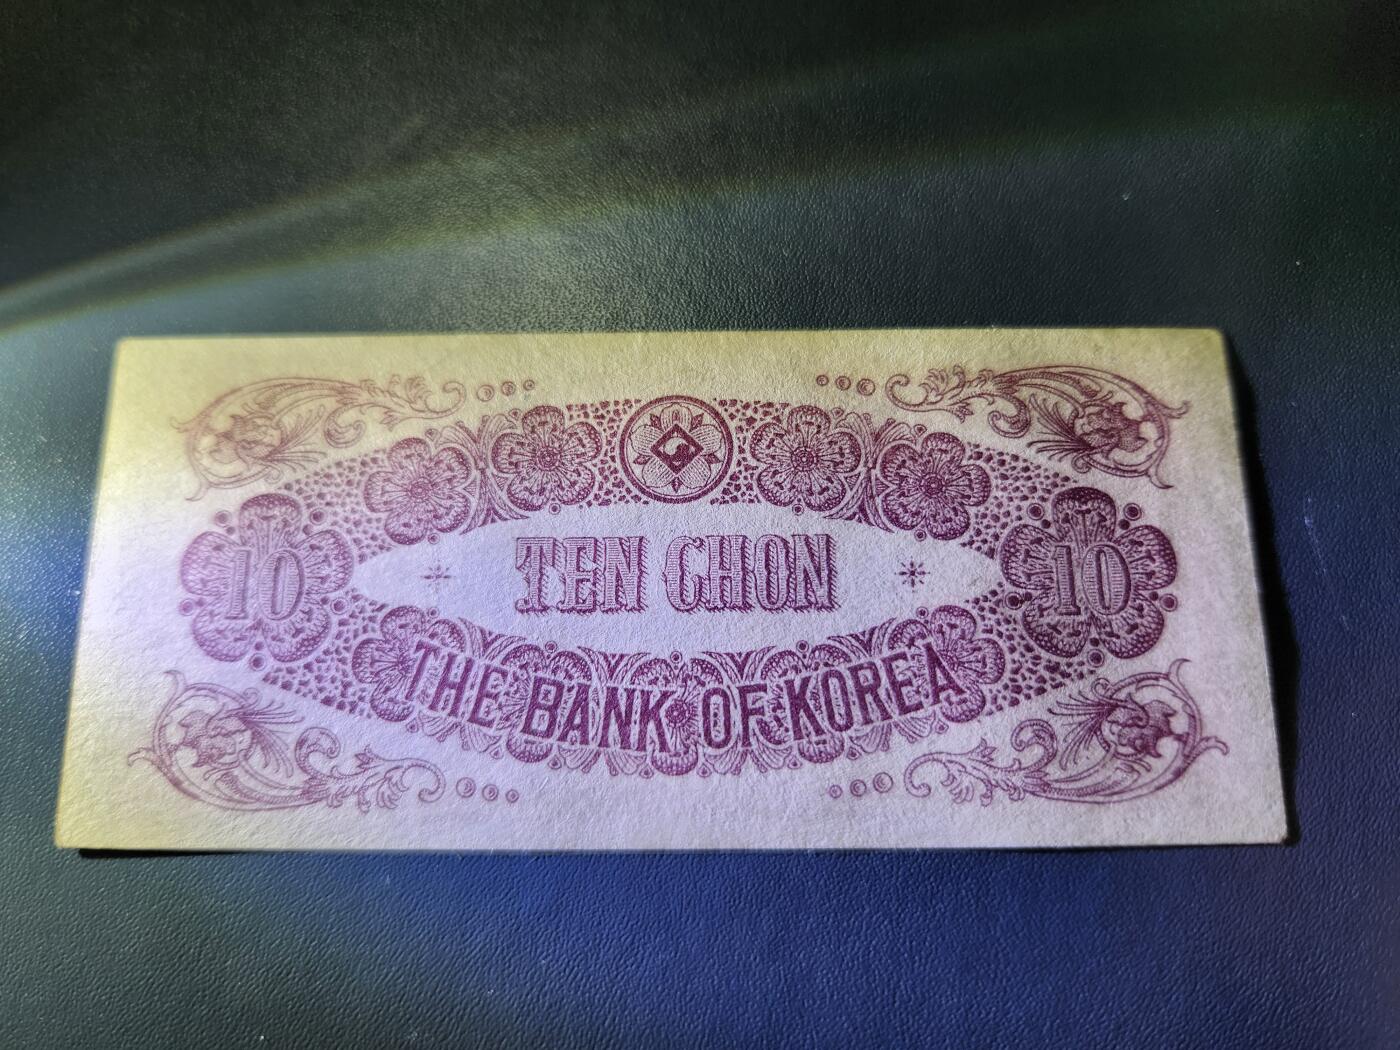 TEN CHON
10
10
THE BANK OF KOREA